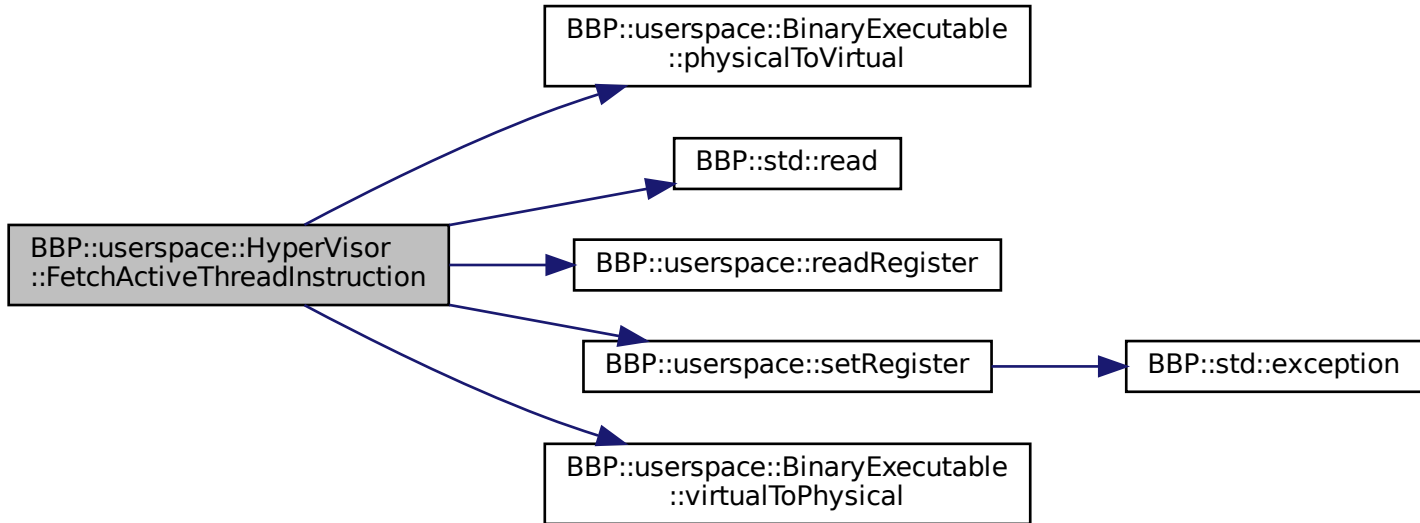 BBP::userspace::BinaryExecutable
::physicalToVirtual
BBP::std::read
BBP::userspace::HyperVisor
::FetchActiveThreadInstruction
BBP::userspace::readRegister
BBP::userspace::setRegister
BBP::std::exception
BBP::userspace::BinaryExecutable
::virtualToPhysical